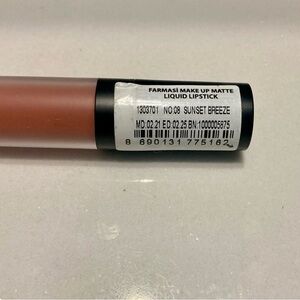 FARMASİ MAKE UP MATTE
LIQUID LIPSTICK
1303701 NO:08 SUNSET BREEZE
MD:02.21 ED:02.25 BN:1000005675
8 690131 775162